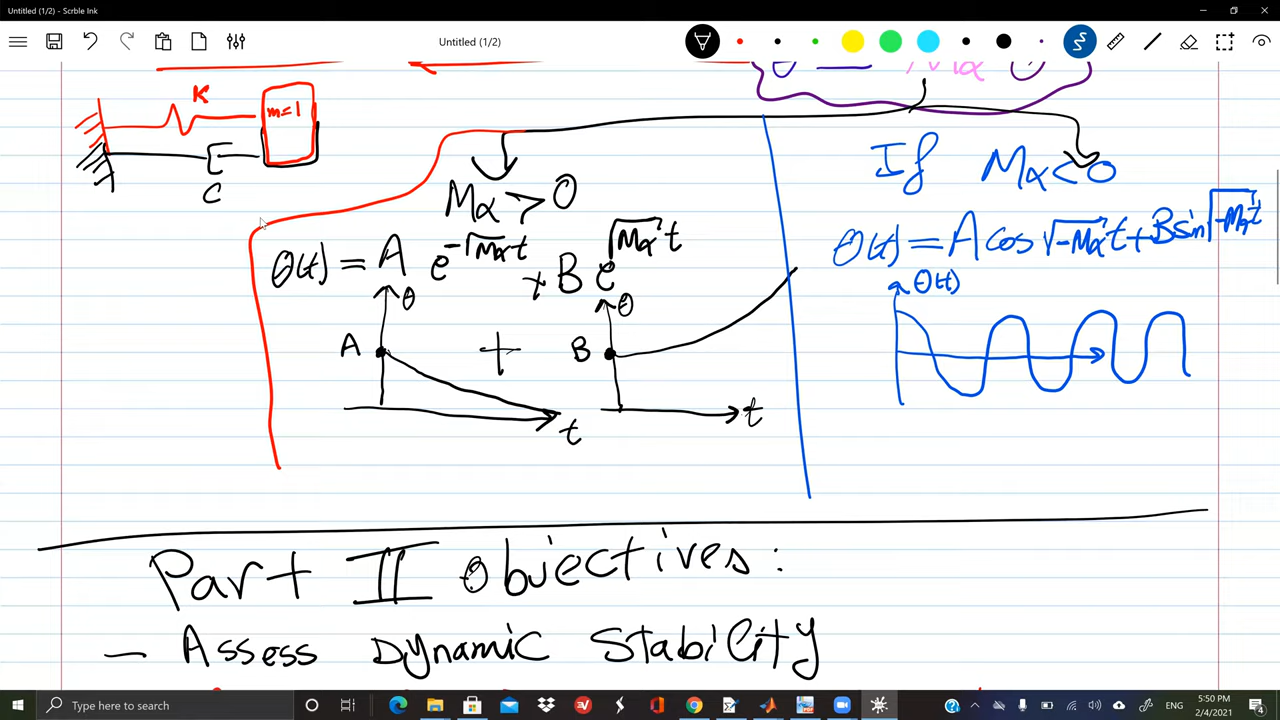 Untitled (1/2) - Scrble Ink
Untitled (1/2)
K
m=1
C
Mα > 0
θ(t) = A e^-√Mα t + B e^√Mα t
θ
A
t
+
θ
B
t
If Mα < 0
θ(t) = A cos √-Mα t + B sin √-Mα t
θ(t)
Part II Objectives:
- Assess Dynamic Stability
Type here to search
ENG
5:50 PM
2/4/2021
4